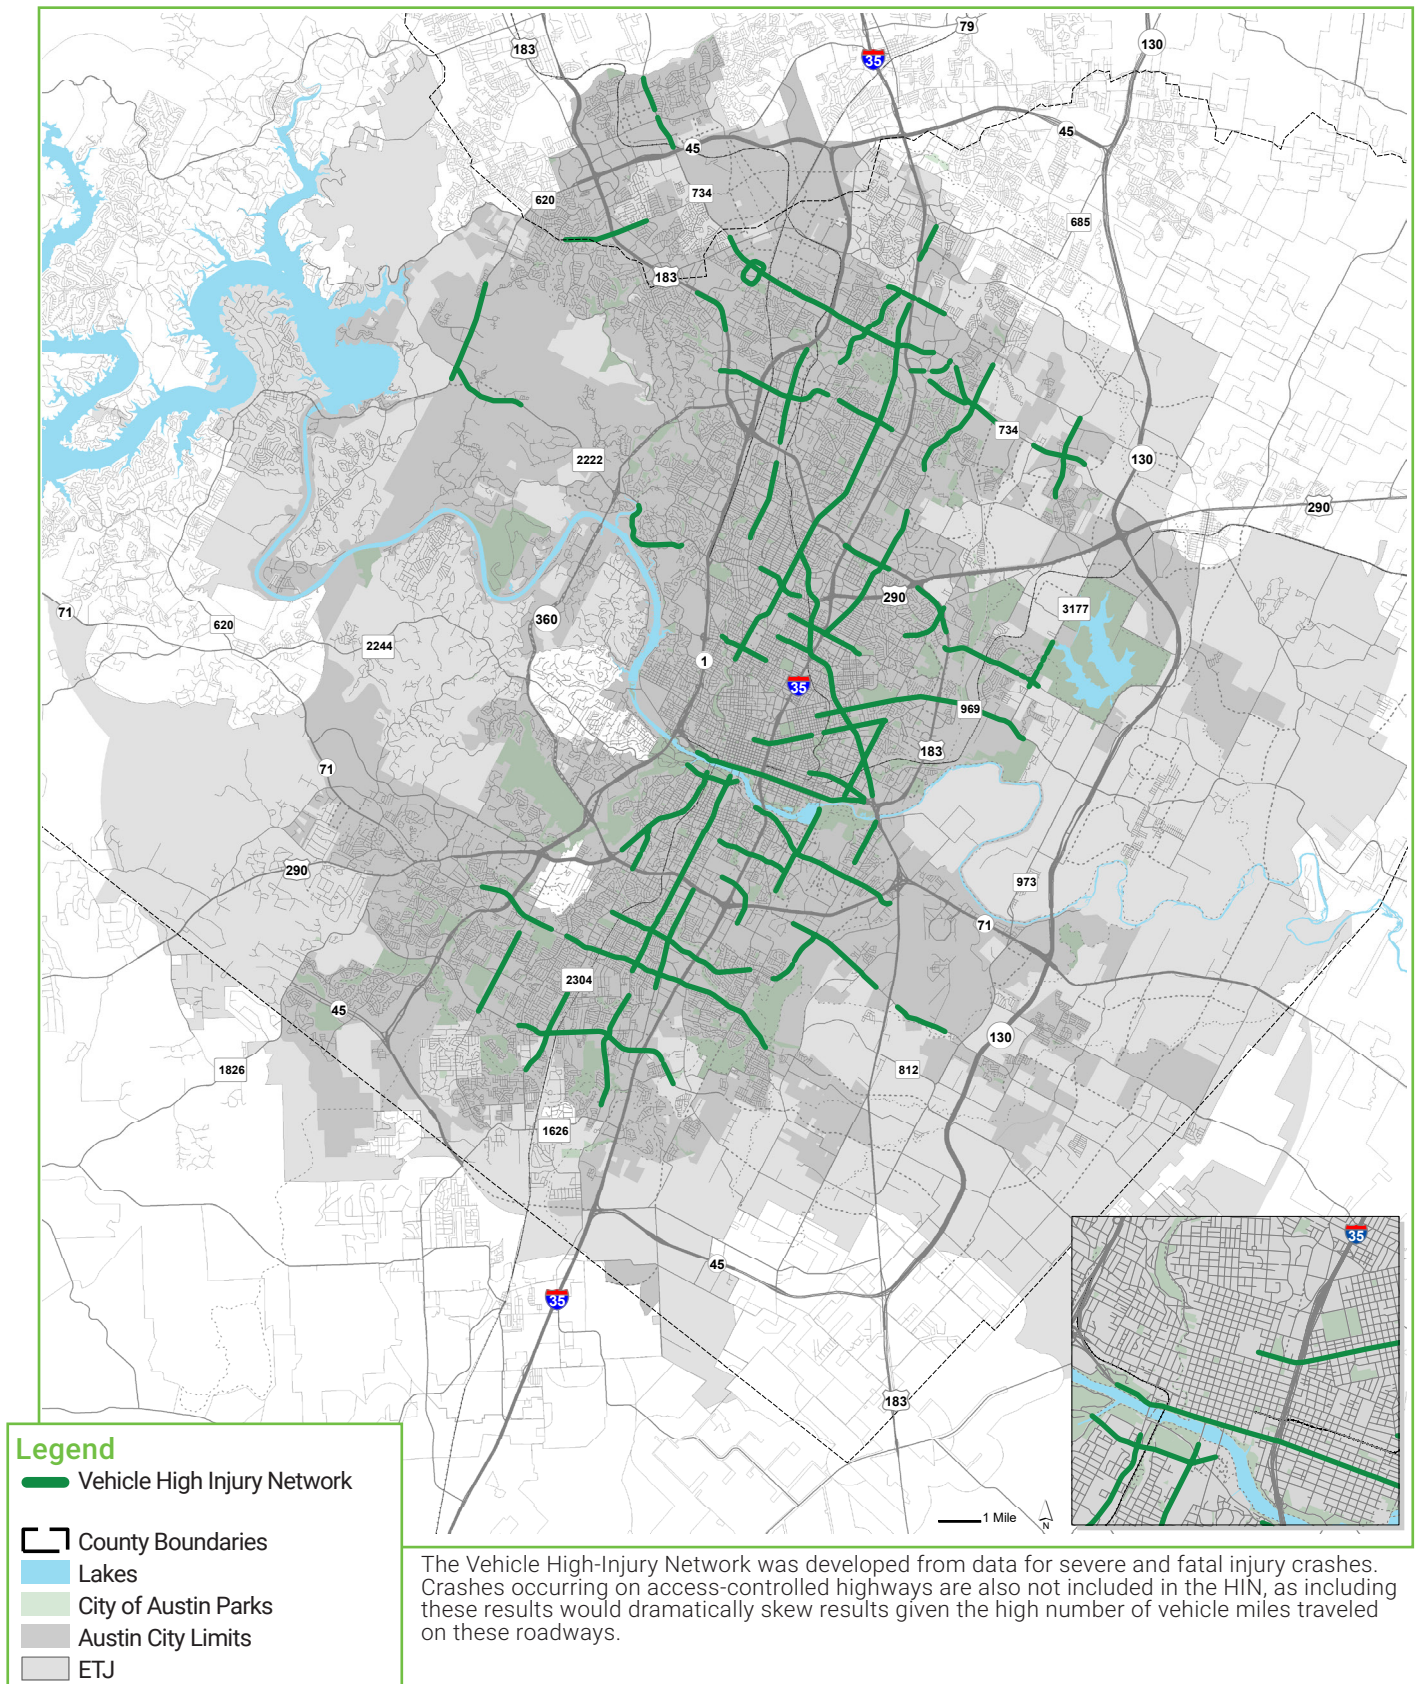 79
183
35
130
45
45
734
620
685
183
734
2222
130
290
290
3177
71
620
360
2244
1
35
969
183
71
290
973
71
2304
45
130
1826
812
1626
45
35
183
35
1 Mile
N
Legend
Vehicle High Injury Network
County Boundaries
Lakes
City of Austin Parks
Austin City Limits
ETJ
The Vehicle High-Injury Network was developed from data for severe and fatal injury crashes.
Crashes occurring on access-controlled highways are also not included in the HIN, as including
these results would dramatically skew results given the high number of vehicle miles traveled
on these roadways.